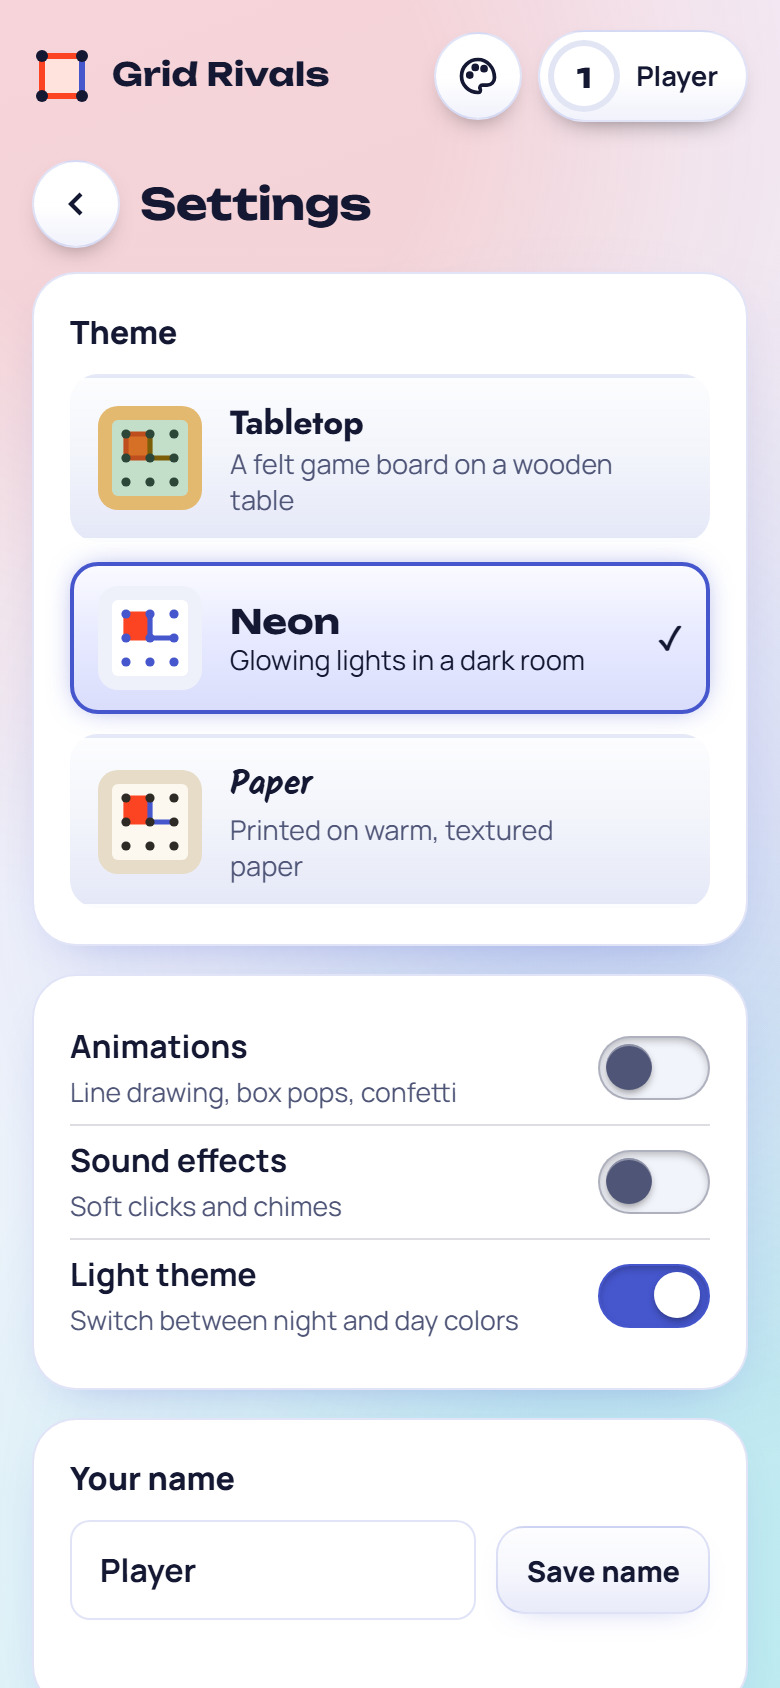 Grid Rivals
1
Player
Settings
Theme
Tabletop
A felt game board on a wooden
table
Neon
Glowing lights in a dark room
Paper
Printed on warm, textured
paper
Animations
Line drawing, box pops, confetti
Sound effects
Soft clicks and chimes
Light theme
Switch between night and day colors
Your name
Player
Save name